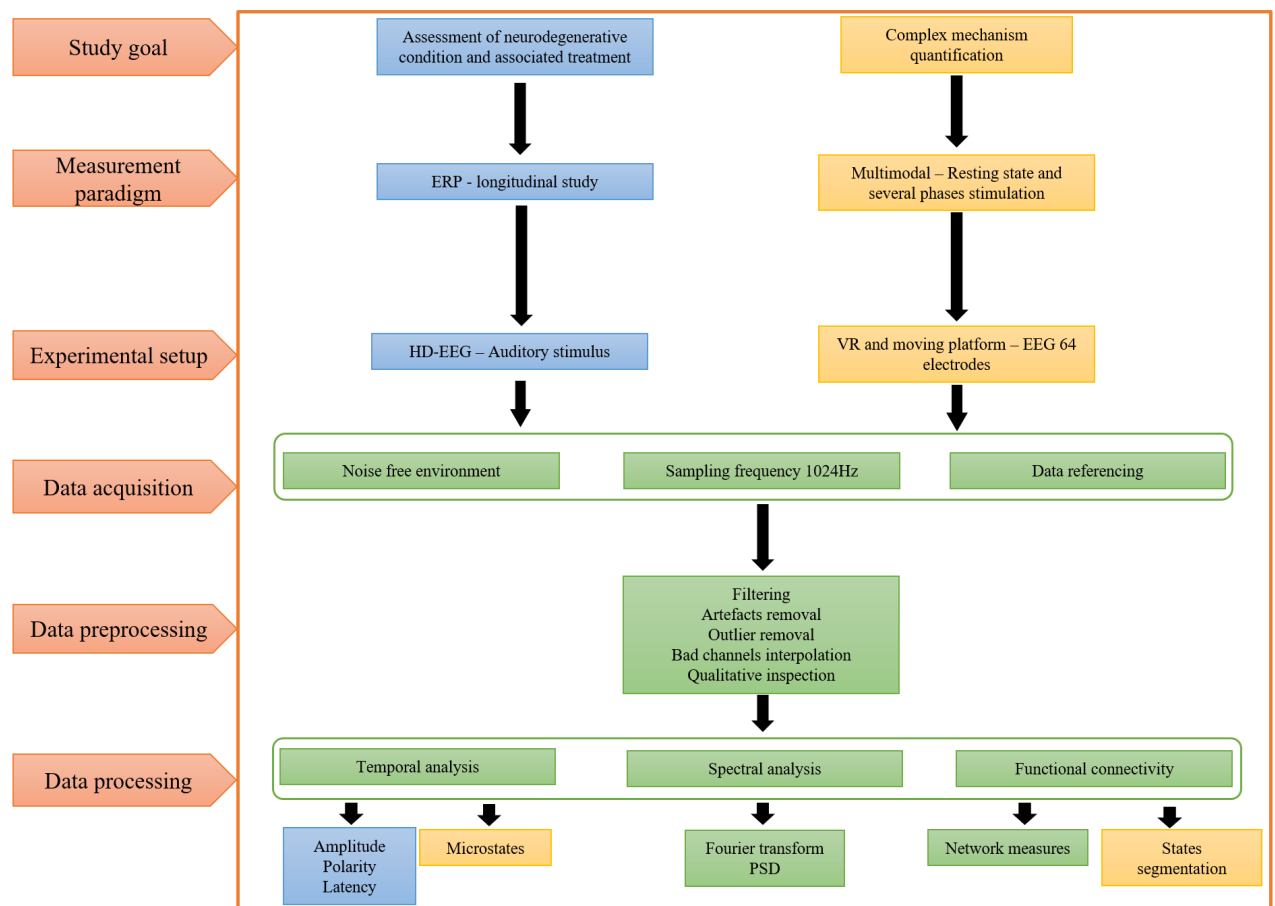 Study goal
Assessment of neurodegenerative
condition and associated treatment
Complex mechanism
quantification
Measurement
paradigm
ERP - longitudinal study
Multimodal – Resting state and
several phases stimulation
Experimental setup
HD-EEG – Auditory stimulus
VR and moving platform – EEG 64
electrodes
Data acquisition
Noise free environment
Sampling frequency 1024Hz
Data referencing
Data preprocessing
Filtering
Artefacts removal
Outlier removal
Bad channels interpolation
Qualitative inspection
Data processing
Temporal analysis
Spectral analysis
Functional connectivity
Amplitude
Polarity
Latency
Microstates
Fourier transform
PSD
Network measures
States
segmentation